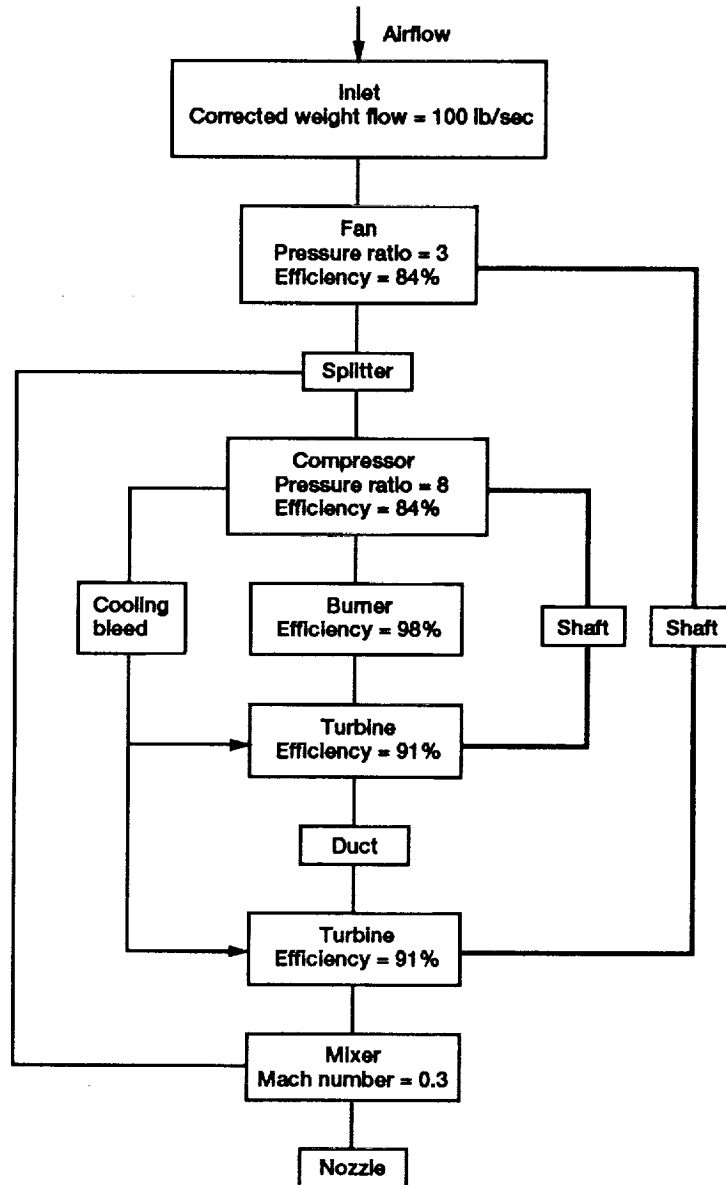 Airflow
Inlet
Corrected weight flow = 100 lb/sec
Fan
Pressure ratio = 3
Efficiency = 84%
Splitter
Compressor
Pressure ratio = 8
Efficiency = 84%
Cooling
bleed
Burner
Efficiency = 98%
Shaft
Shaft
Turbine
Efficiency = 91%
Duct
Turbine
Efficiency = 91%
Mixer
Mach number = 0.3
Nozzle